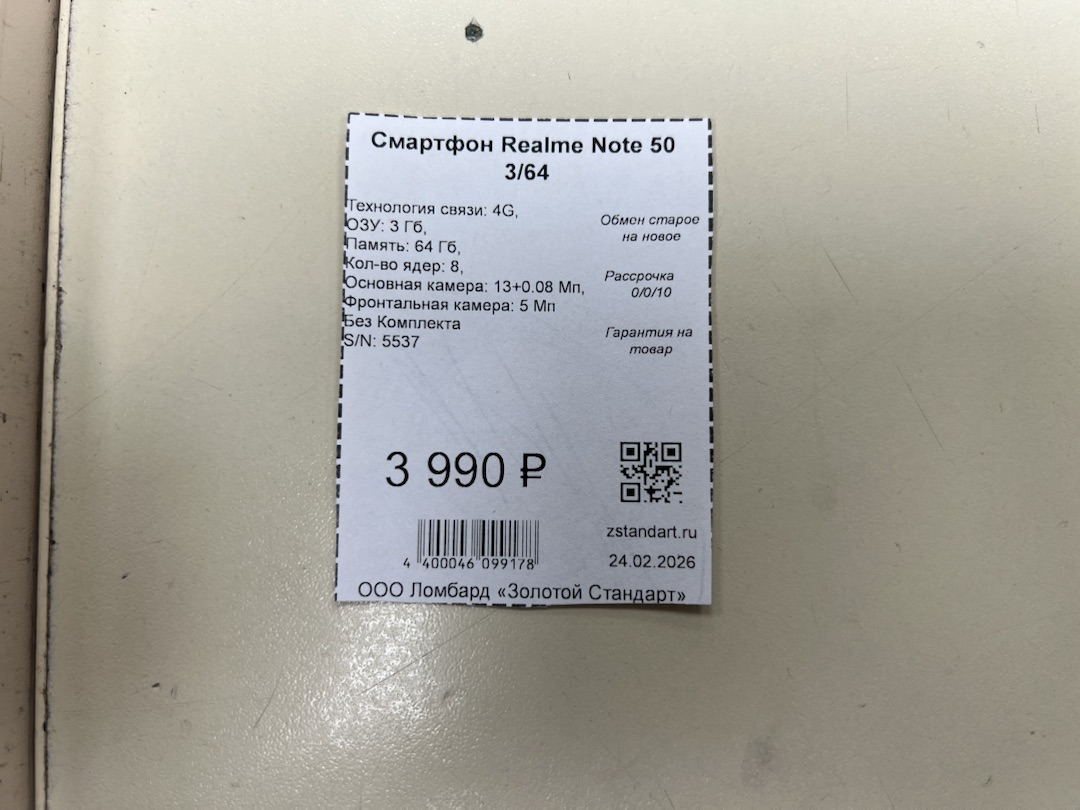 Смартфон Realme Note 50
3/64
Технология связи: 4G,
ОЗУ: 3 Гб,
Память: 64 Гб,
Кол-во ядер: 8,
Основная камера: 13+0.08 Мп,
Фронтальная камера: 5 Мп
Без Комплекта
S/N: 5537
Обмен старое
на новое
Рассрочка
0/0/10
Гарантия на
товар
3 990 ₽
4 400046 099178
zstandart.ru
24.02.2026
ООО Ломбард «Золотой Стандарт»